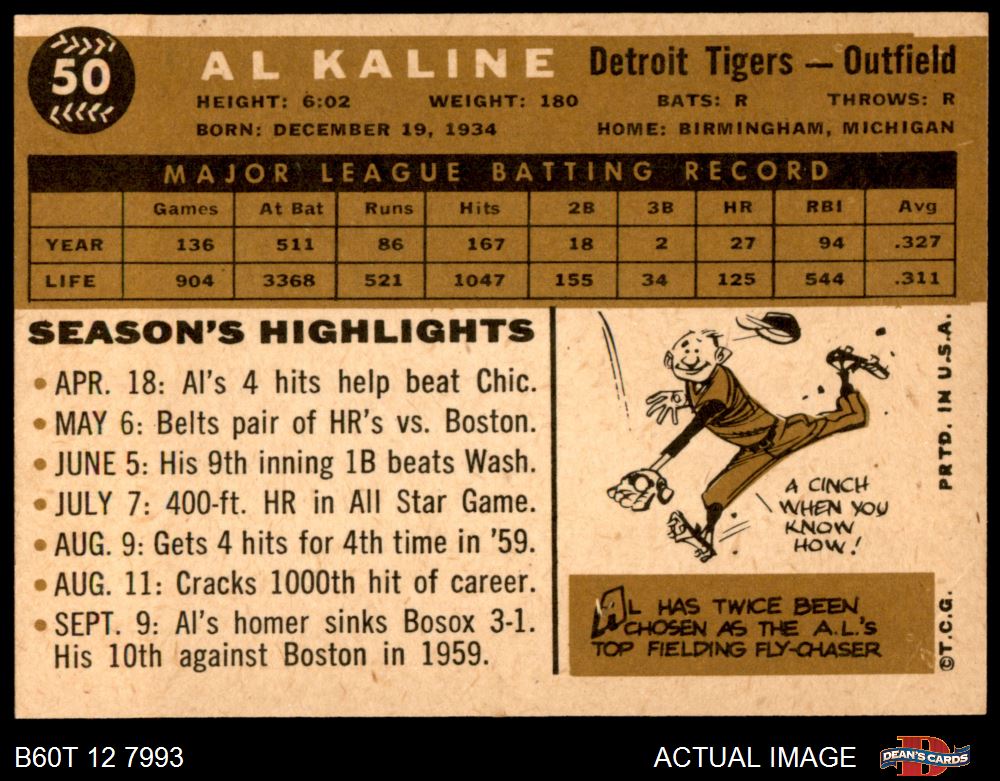 50
AL KALINE Detroit Tigers — Outfield
HEIGHT: 6:02 WEIGHT: 180 BATS: R THROWS: R
BORN: DECEMBER 19, 1934 HOME: BIRMINGHAM, MICHIGAN
MAJOR LEAGUE BATTING RECORD
Games At Bat Runs Hits 2B 3B HR RBI Avg
YEAR 136 511 86 167 18 2 27 94 .327
LIFE 904 3368 521 1047 155 34 125 544 .311
SEASON'S HIGHLIGHTS
• APR. 18: Al's 4 hits help beat Chic.
• MAY 6: Belts pair of HR's vs. Boston.
• JUNE 5: His 9th inning 1B beats Wash.
• JULY 7: 400-ft. HR in All Star Game.
• AUG. 9: Gets 4 hits for 4th time in '59.
• AUG. 11: Cracks 1000th hit of career.
• SEPT. 9: Al's homer sinks Bosox 3-1.
His 10th against Boston in 1959.
A CINCH
WHEN YOU
KNOW
HOW!
AL HAS TWICE BEEN
CHOSEN AS THE A.L.'S
TOP FIELDING FLY-CHASER
©T.C.G. PRTD. IN U.S.A.
B60T 12 7993 ACTUAL IMAGE DEAN'S CARDS